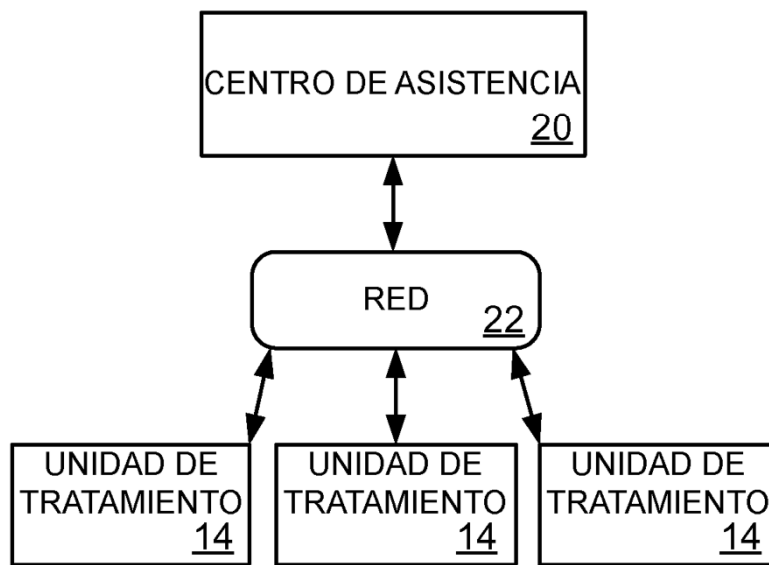 CENTRO DE ASISTENCIA
20
RED
22
UNIDAD DE
TRATAMIENTO
14
UNIDAD DE
TRATAMIENTO
14
UNIDAD DE
TRATAMIENTO
14